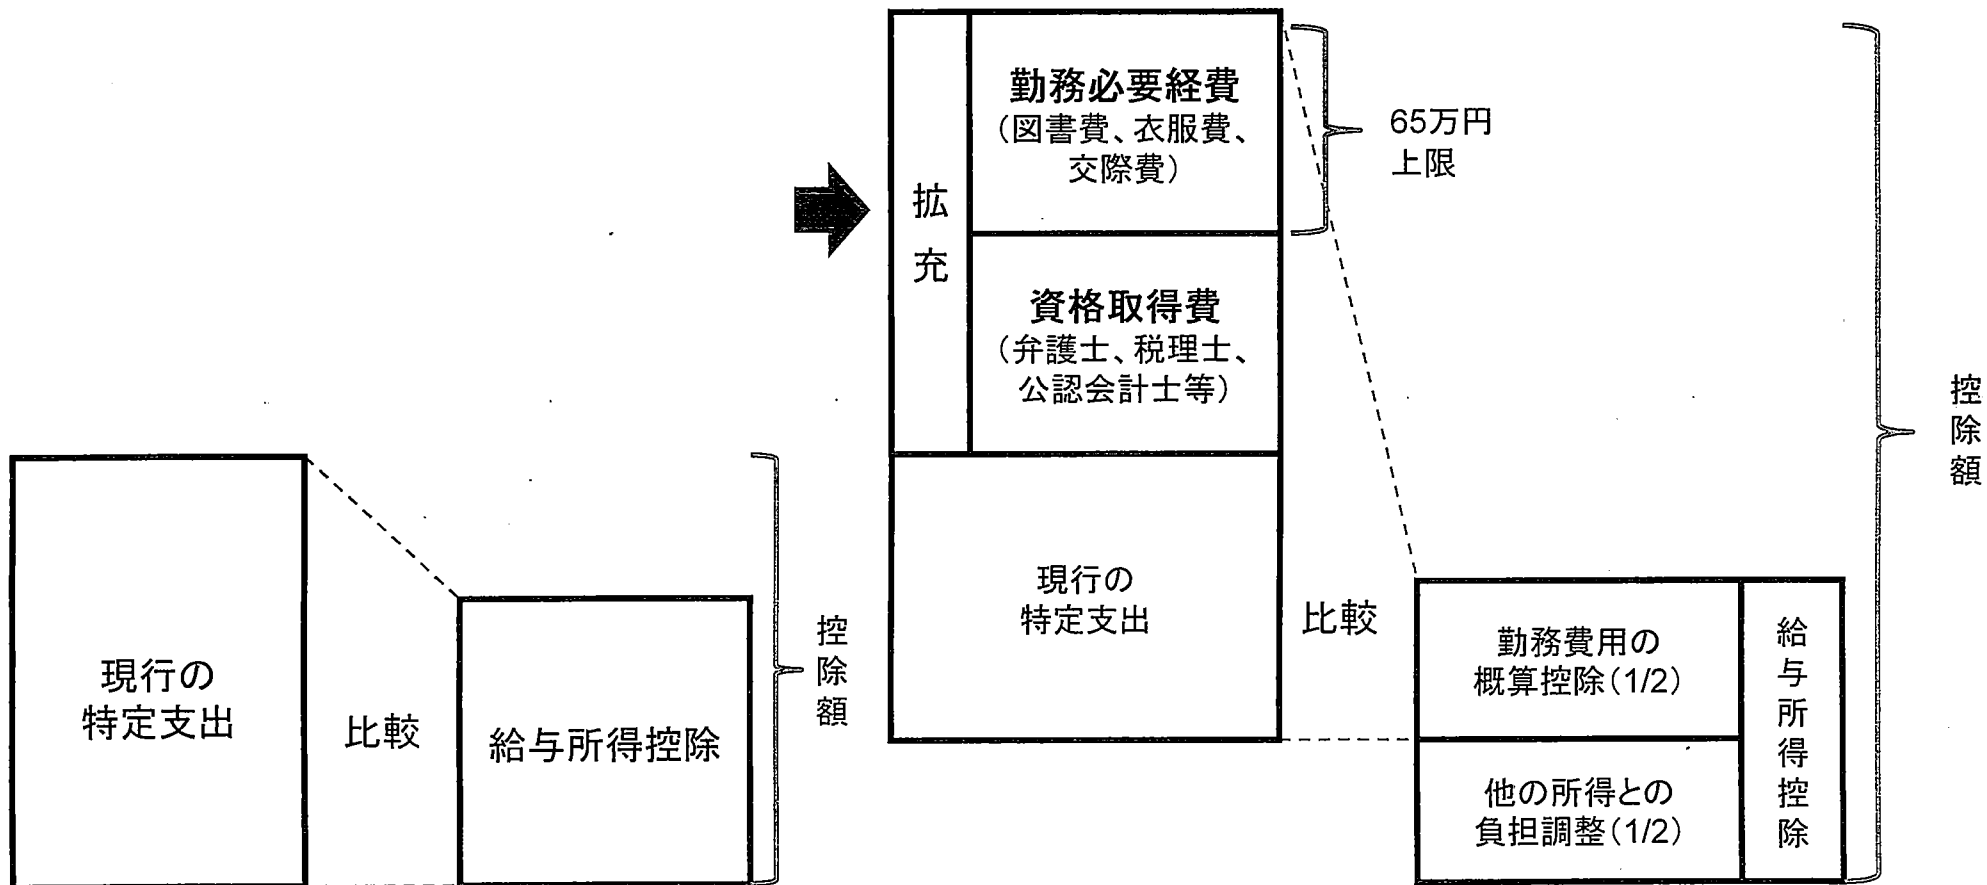 現行の
特定支出
比較
給与所得控除
控除額
拡充
勤務必要経費
（図書費、衣服費、
交際費）
65万円
上限
資格取得費
（弁護士、税理士、
公認会計士等）
現行の
特定支出
比較
勤務費用の
概算控除（1/2）
他の所得との
負担調整（1/2）
給与所得控除
控除額